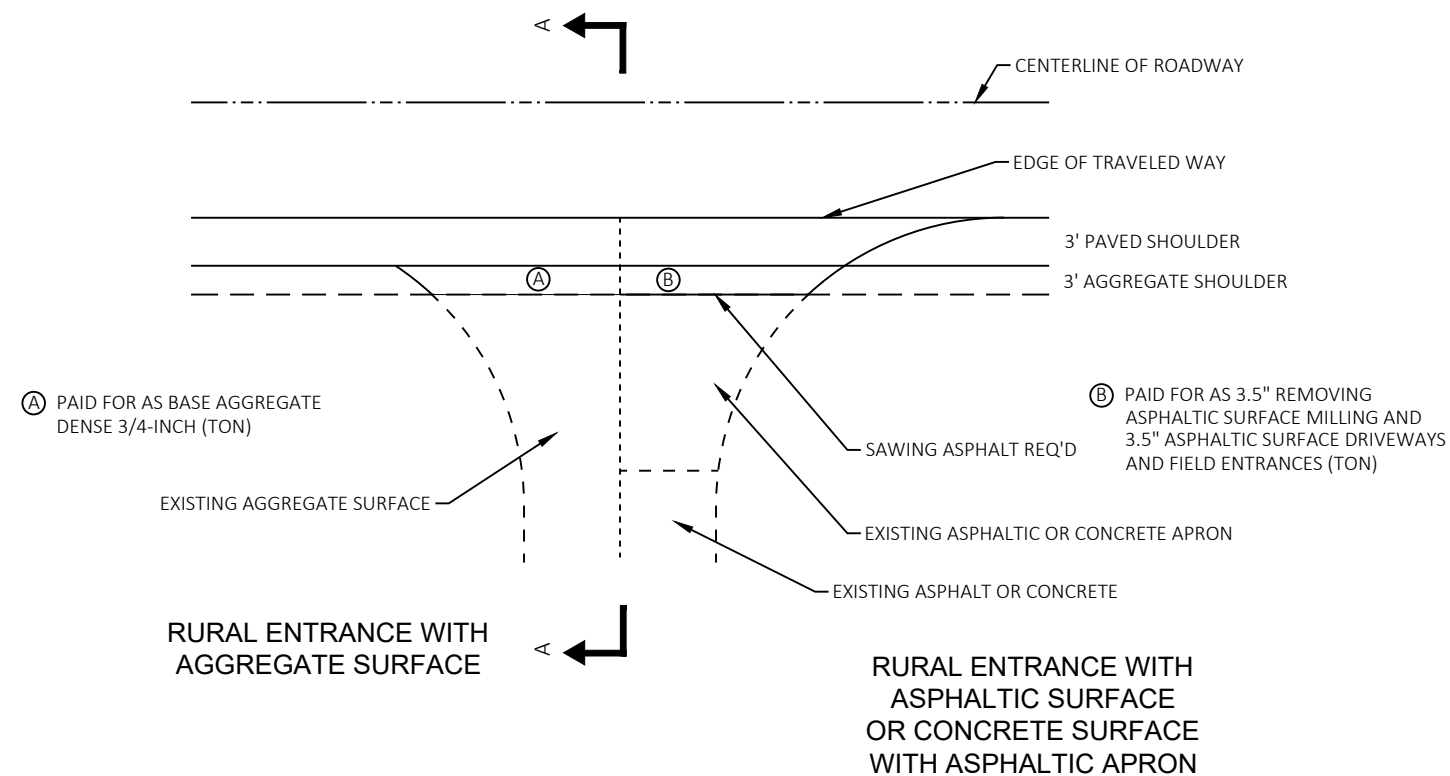 A
CENTERLINE OF ROADWAY
EDGE OF TRAVELED WAY
3' PAVED SHOULDER
3' AGGREGATE SHOULDER
A
B
A PAID FOR AS BASE AGGREGATE
DENSE 3/4-INCH (TON)
B PAID FOR AS 3.5" REMOVING
ASPHALTIC SURFACE MILLING AND
3.5" ASPHALTIC SURFACE DRIVEWAYS
AND FIELD ENTRANCES (TON)
SAWING ASPHALT REQ'D
EXISTING AGGREGATE SURFACE
EXISTING ASPHALTIC OR CONCRETE APRON
EXISTING ASPHALT OR CONCRETE
A
RURAL ENTRANCE WITH
AGGREGATE SURFACE
RURAL ENTRANCE WITH
ASPHALTIC SURFACE
OR CONCRETE SURFACE
WITH ASPHALTIC APRON